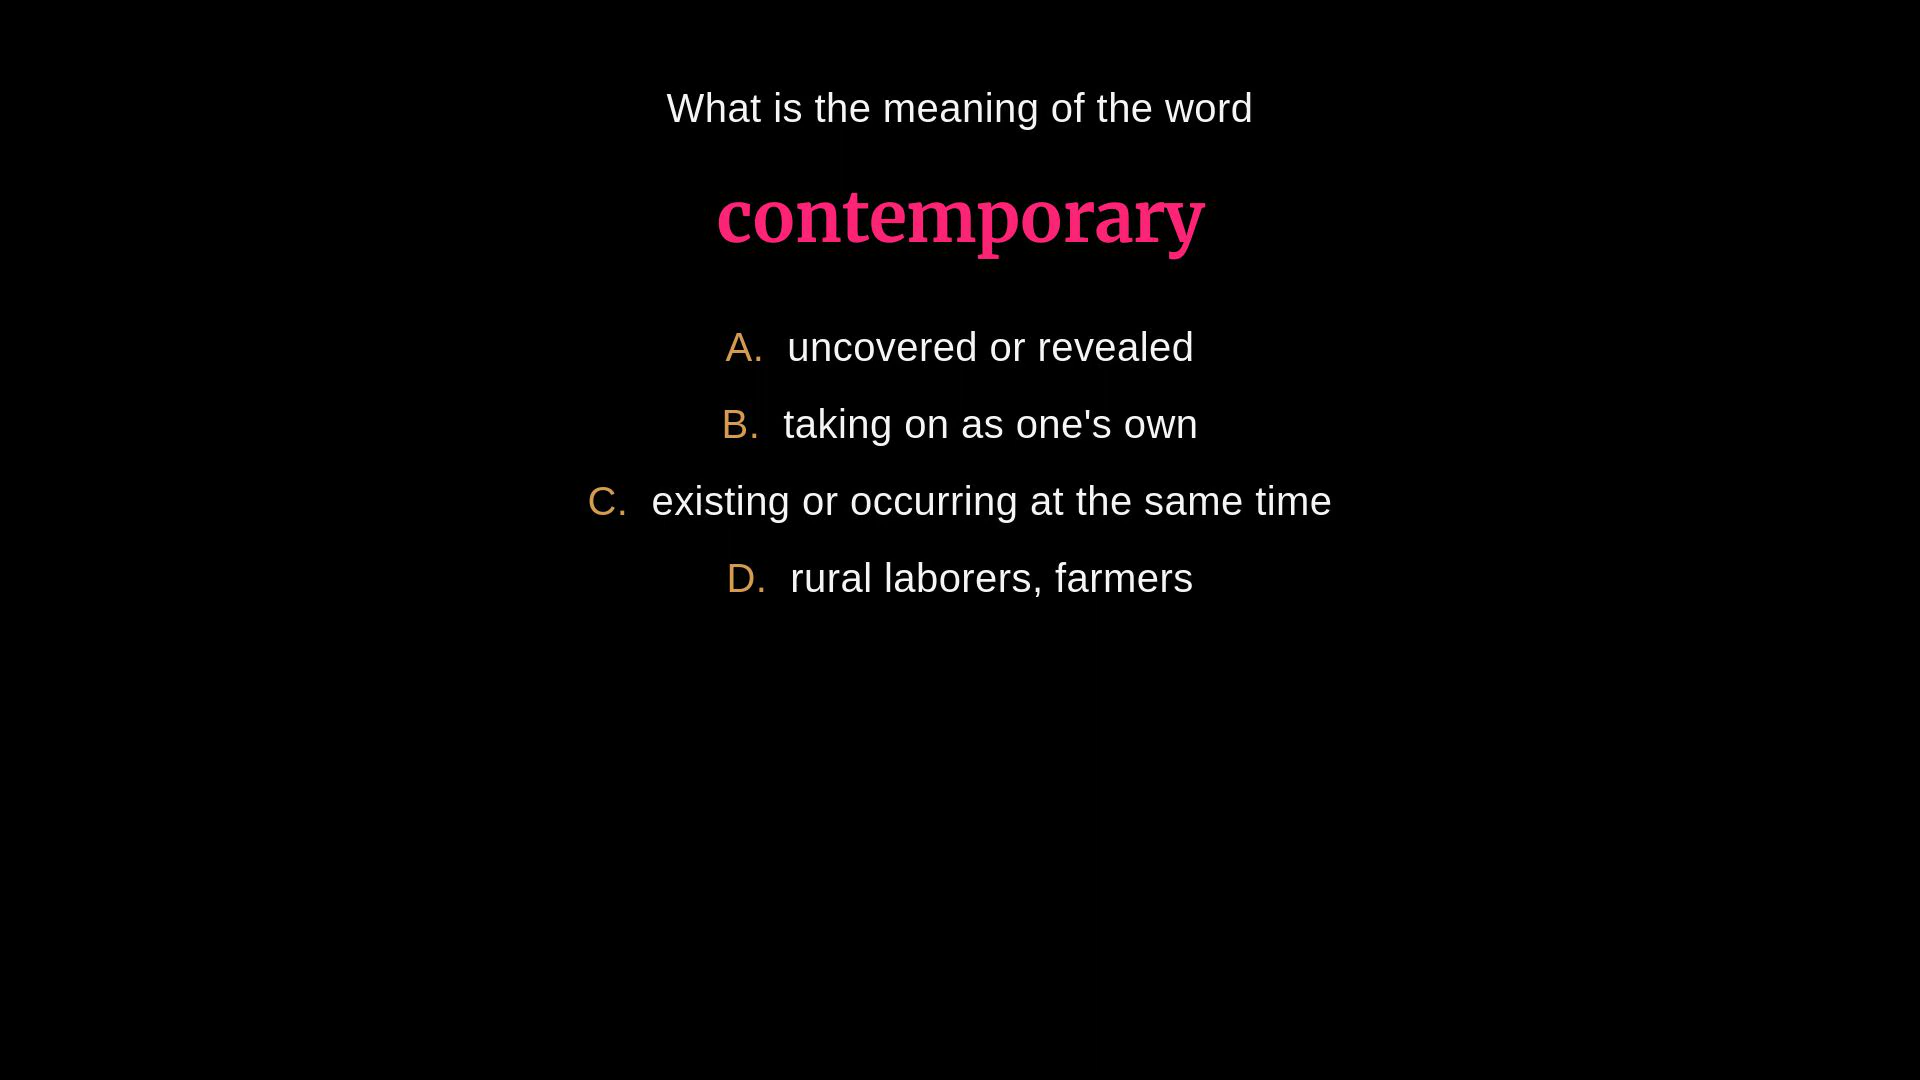 What is the meaning of the word
contemporary
A. uncovered or revealed
B. taking on as one's own
C. existing or occurring at the same time
D. rural laborers, farmers